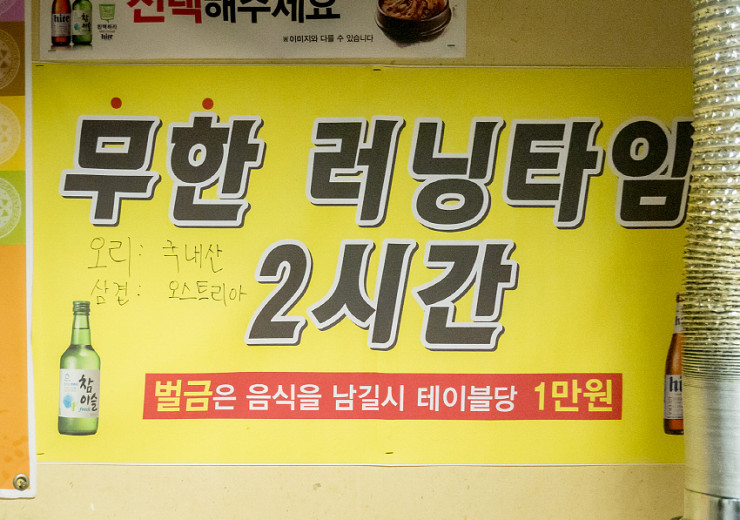 선택해주세요
※이미지와 다를 수 있습니다
무한 러닝타임
오리: 국내산
삼겹: 오스트리아
2시간
참이슬
벌금은 음식을 남길시 테이블당 1만원